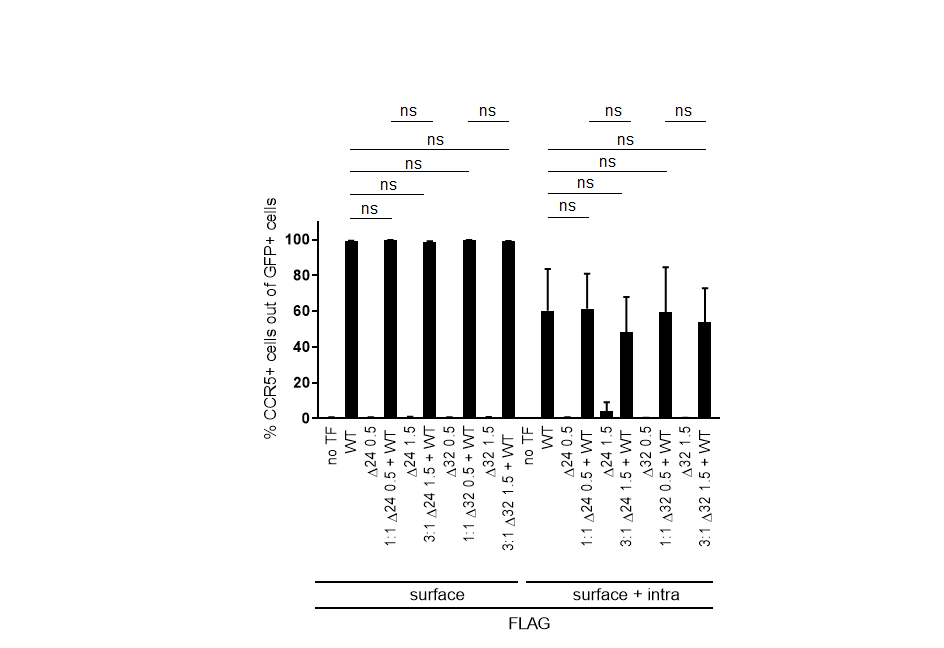 ns ns ns ns
ns ns
ns ns
ns ns
ns ns
% CCR5+ cells out of GFP+ cells
100
80
60
40
20
0
no TF
WT
Δ24 0.5
1:1 Δ24 0.5 + WT
Δ24 1.5
3:1 Δ24 1.5 + WT
Δ32 0.5
1:1 Δ32 0.5 + WT
Δ32 1.5
3:1 Δ32 1.5 + WT
no TF
WT
Δ24 0.5
1:1 Δ24 0.5 + WT
Δ24 1.5
3:1 Δ24 1.5 + WT
Δ32 0.5
1:1 Δ32 0.5 + WT
Δ32 1.5
3:1 Δ32 1.5 + WT
surface surface + intra
FLAG